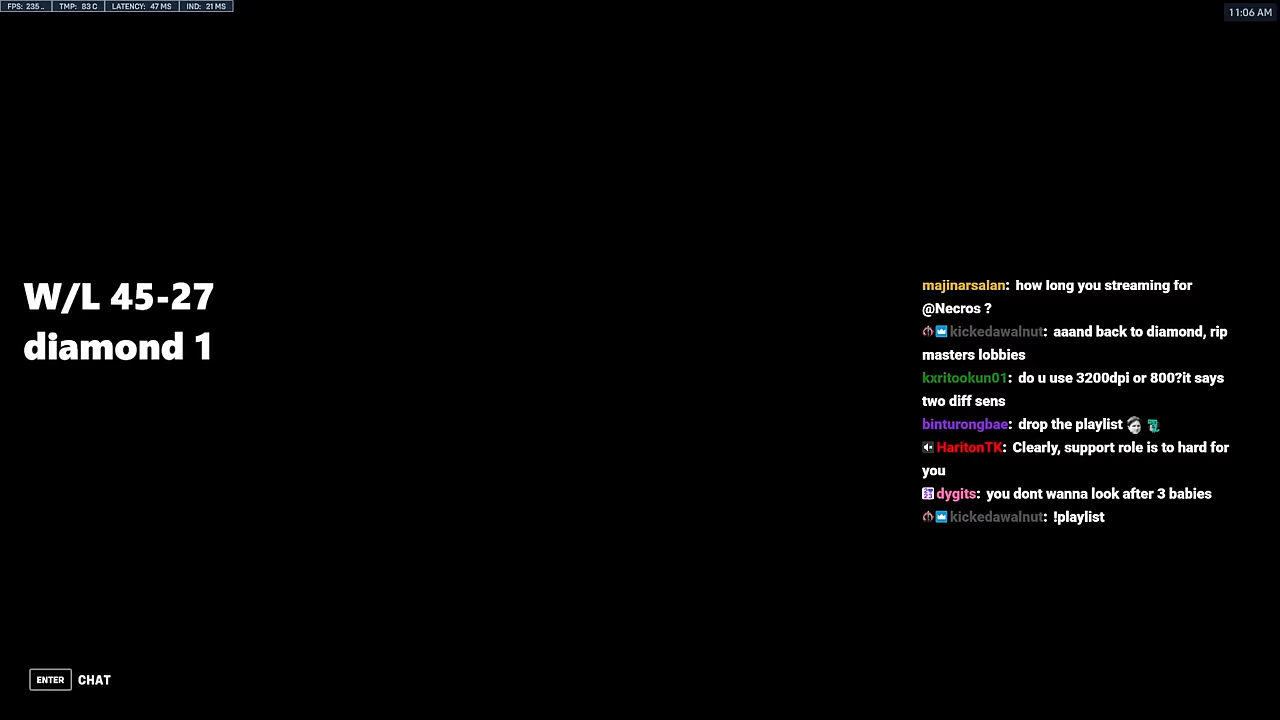 FPS: 235.. TMP: 83 C LATENCY: 47 MS IND: 21 MS
11:06 AM
W/L 45-27
diamond 1
majinarsalan: how long you streaming for
@Necros ?
kickedawalnut: aaand back to diamond, rip
masters lobbies
kxritookun01: do u use 3200dpi or 800?it says
two diff sens
binturongbae: drop the playlist
HaritonTK: Clearly, support role is to hard for
you
dygits: you dont wanna look after 3 babies
kickedawalnut: !playlist
ENTER CHAT